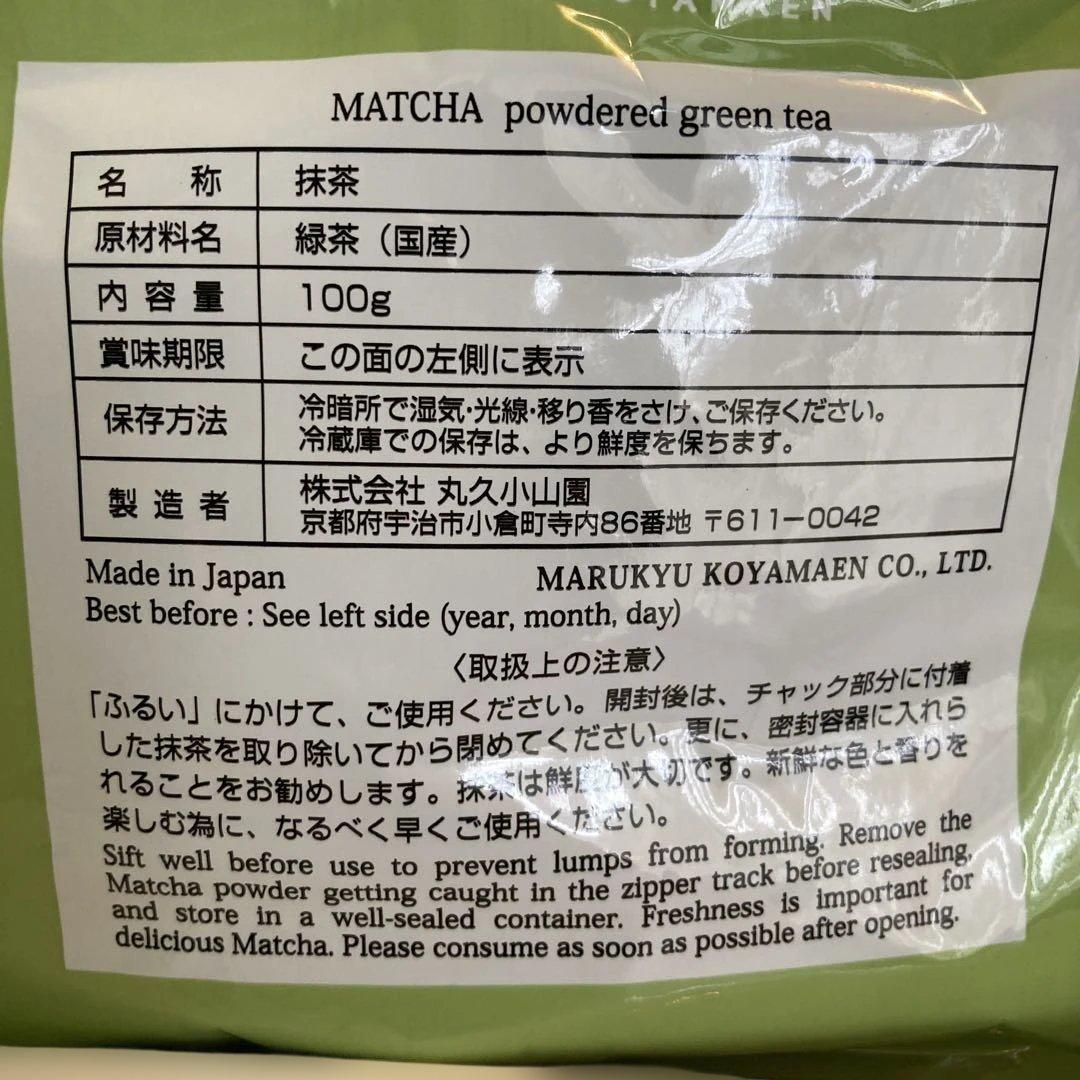 MATCHA powdered green tea
名称 抹茶
原材料名 緑茶（国産）
内容量 100g
賞味期限 この面の左側に表示
保存方法 冷暗所で湿気・光線・移り香をさけ、ご保存ください。
冷蔵庫での保存は、より鮮度を保ちます。
製造者 株式会社 丸久小山園
京都府宇治市小倉町寺内86番地 〒611-0042
Made in Japan MARUKYU KOYAMAEN CO., LTD.
Best before : See left side (year, month, day)
〈取扱上の注意〉
「ふるい」にかけて、ご使用ください。開封後は、チャック部分に付着
した抹茶を取り除いてから閉めてください。更に、密封容器に入れら
れることをお勧めします。抹茶は鮮度が大切です。新鮮な色と香りを
楽しむ為に、なるべく早くご使用ください。
Sift well before use to prevent lumps from forming. Remove the
Matcha powder getting caught in the zipper track before resealing,
and store in a well-sealed container. Freshness is important for
delicious Matcha. Please consume as soon as possible after opening.